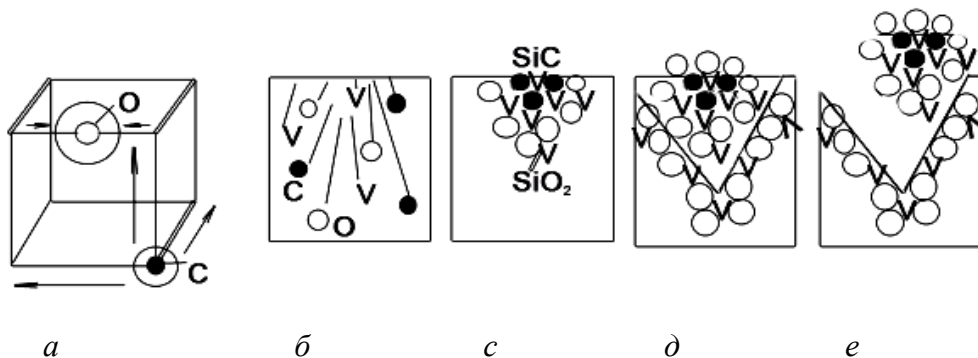 O
C
V V C V O
SiC
SiO₂
V V V V V V V V V
V V V V V V V V
а б с д е